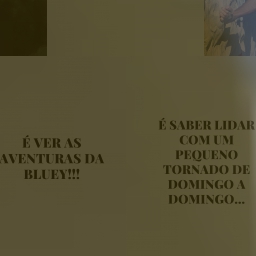 É VER AS
AVENTURAS DA
BLUEY!!!
É SABER LIDAR
COM UM
PEQUENO
TORNADO DE
DOMINGO A
DOMINGO...